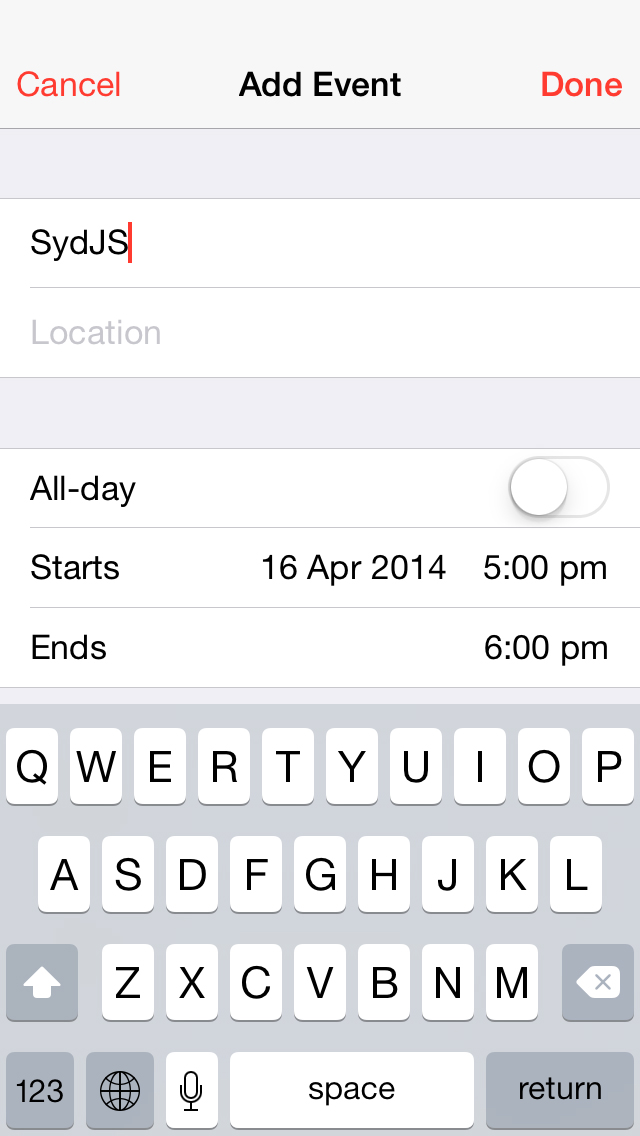 Cancel Add Event Done
SydJS
Location
All-day
Starts 16 Apr 2014 5:00 pm
Ends 6:00 pm
Q W E R T Y U I O P
A S D F G H J K L
Z X C V B N M
123 space return